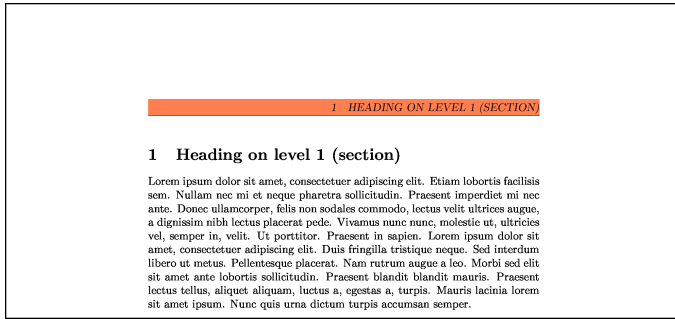 1 HEADING ON LEVEL 1 (SECTION)
1 Heading on level 1 (section)
Lorem ipsum dolor sit amet, consectetuer adipiscing elit. Etiam lobortis facilisis
sem. Nullam nec mi et neque pharetra sollicitudin. Praesent imperdiet mi nec
ante. Donec ullamcorper, felis non sodales commodo, lectus velit ultrices augue,
a dignissim nibh lectus placerat pede. Vivamus nunc nunc, molestie ut, ultricies
vel, semper in, velit. Ut porttitor. Praesent in sapien. Lorem ipsum dolor sit
amet, consectetuer adipiscing elit. Duis fringilla tristique neque. Sed interdum
libero ut metus. Pellentesque placerat. Nam rutrum augue a leo. Morbi sed elit
sit amet ante lobortis sollicitudin. Praesent blandit blandit mauris. Praesent
lectus tellus, aliquet aliquam, luctus a, egestas a, turpis. Mauris lacinia lorem
sit amet ipsum. Nunc quis urna dictum turpis accumsan semper.